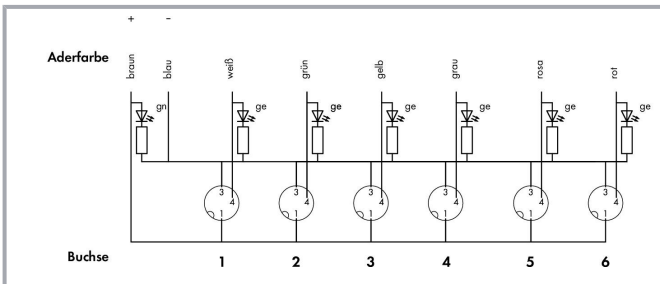 + –
Aderfarbe braun blau weiß grün gelb grau rosa rot
gn ge ge ge ge ge ge
3 3 3 3 3 3
4 4 4 4 4 4
1 1 1 1 1 1
Buchse 1 2 3 4 5 6